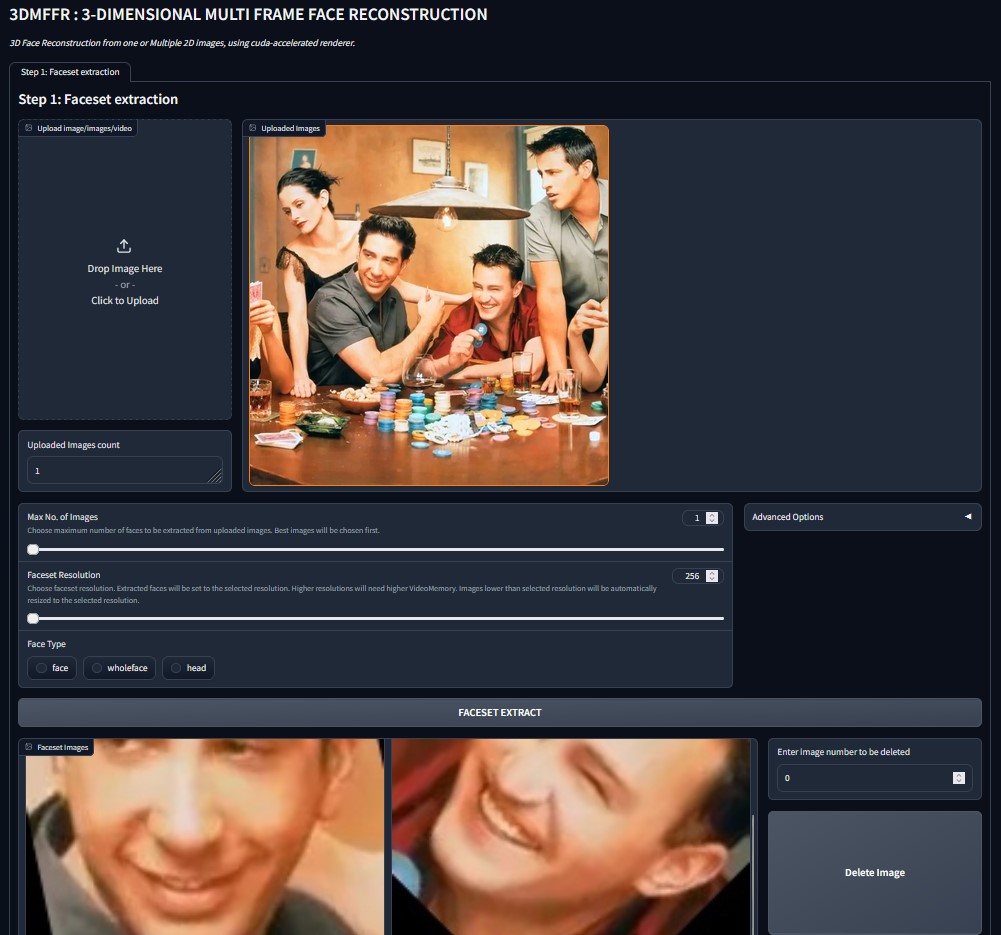 3DMFFR : 3-DIMENSIONAL MULTI FRAME FACE RECONSTRUCTION
3D Face Reconstruction from one or Multiple 2D images, using cuda-accelerated renderer.
Step 1: Faceset extraction
Step 1: Faceset extraction
Upload image/images/video
Uploaded Images
Drop Image Here
- or -
Click to Upload
Uploaded Images count
1
Max No. of Images
1
Choose maximum number of faces to be extracted from uploaded images. Best images will be chosen first.
Advanced Options
Faceset Resolution
256
Choose faceset resolution. Extracted faces will be set to the selected resolution. Higher resolutions will need higher VideoMemory. Images lower than selected resolution will be automatically
resized to the selected resolution.
Face Type
face
wholeface
head
FACESET EXTRACT
Faceset Images
Enter image number to be deleted
0
Delete Image